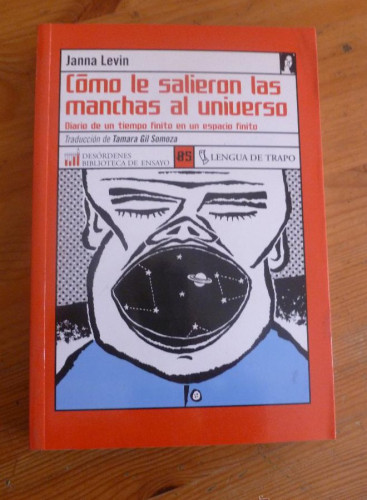 Janna Levin
Cómo le salieron las
manchas al universo
Diario de un tiempo finito en un espacio finito
Traducción de Tamara Gil Somoza
DESÓRDENES
BIBLIOTECA DE ENSAYO
85
LENGUA DE TRAPO